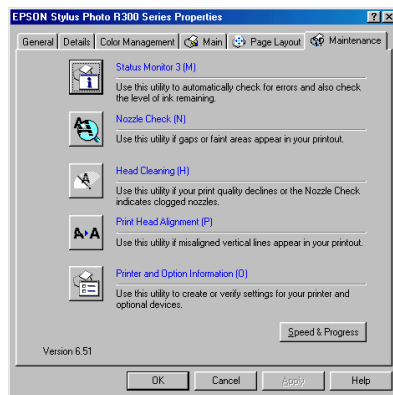 EPSON Stylus Photo R300 Series Properties
General Details Color Management Main Page Layout Maintenance
Status Monitor 3 (M)
Use this utility to automatically check for errors and also check
the level of ink remaining.
Nozzle Check (N)
Use this utility if gaps or faint areas appear in your printout.
Head Cleaning (H)
Use this utility if your print quality declines or the Nozzle Check
indicates clogged nozzles.
Print Head Alignment (P)
Use this utility if misaligned vertical lines appear in your printout.
Printer and Option Information (O)
Use this utility to create or verify settings for your printer and
optional devices.
Speed & Progress
Version 6.51
OK Cancel Apply Help